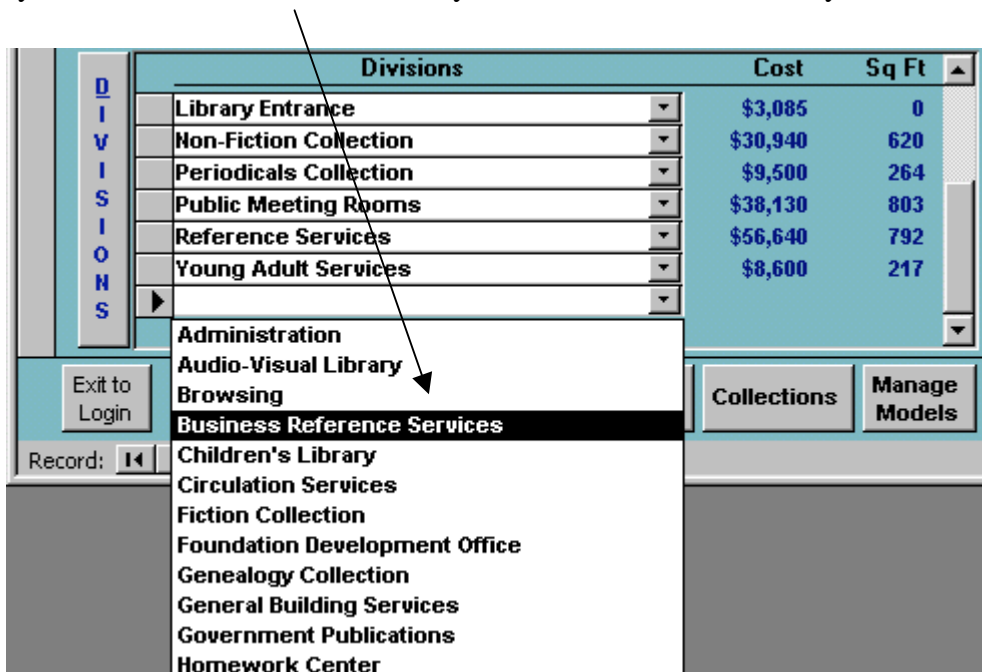 Divisions Cost Sq Ft
DIVISIONS
Library Entrance $3,085 0
Non-Fiction Collection $30,940 620
Periodicals Collection $9,500 264
Public Meeting Rooms $38,130 803
Reference Services $56,640 792
Young Adult Services $8,600 217
Administration
Audio-Visual Library
Browsing
Business Reference Services
Children's Library
Circulation Services
Fiction Collection
Foundation Development Office
Genealogy Collection
General Building Services
Government Publications
Homework Center
Exit to
Login
Collections
Manage
Models
Record: